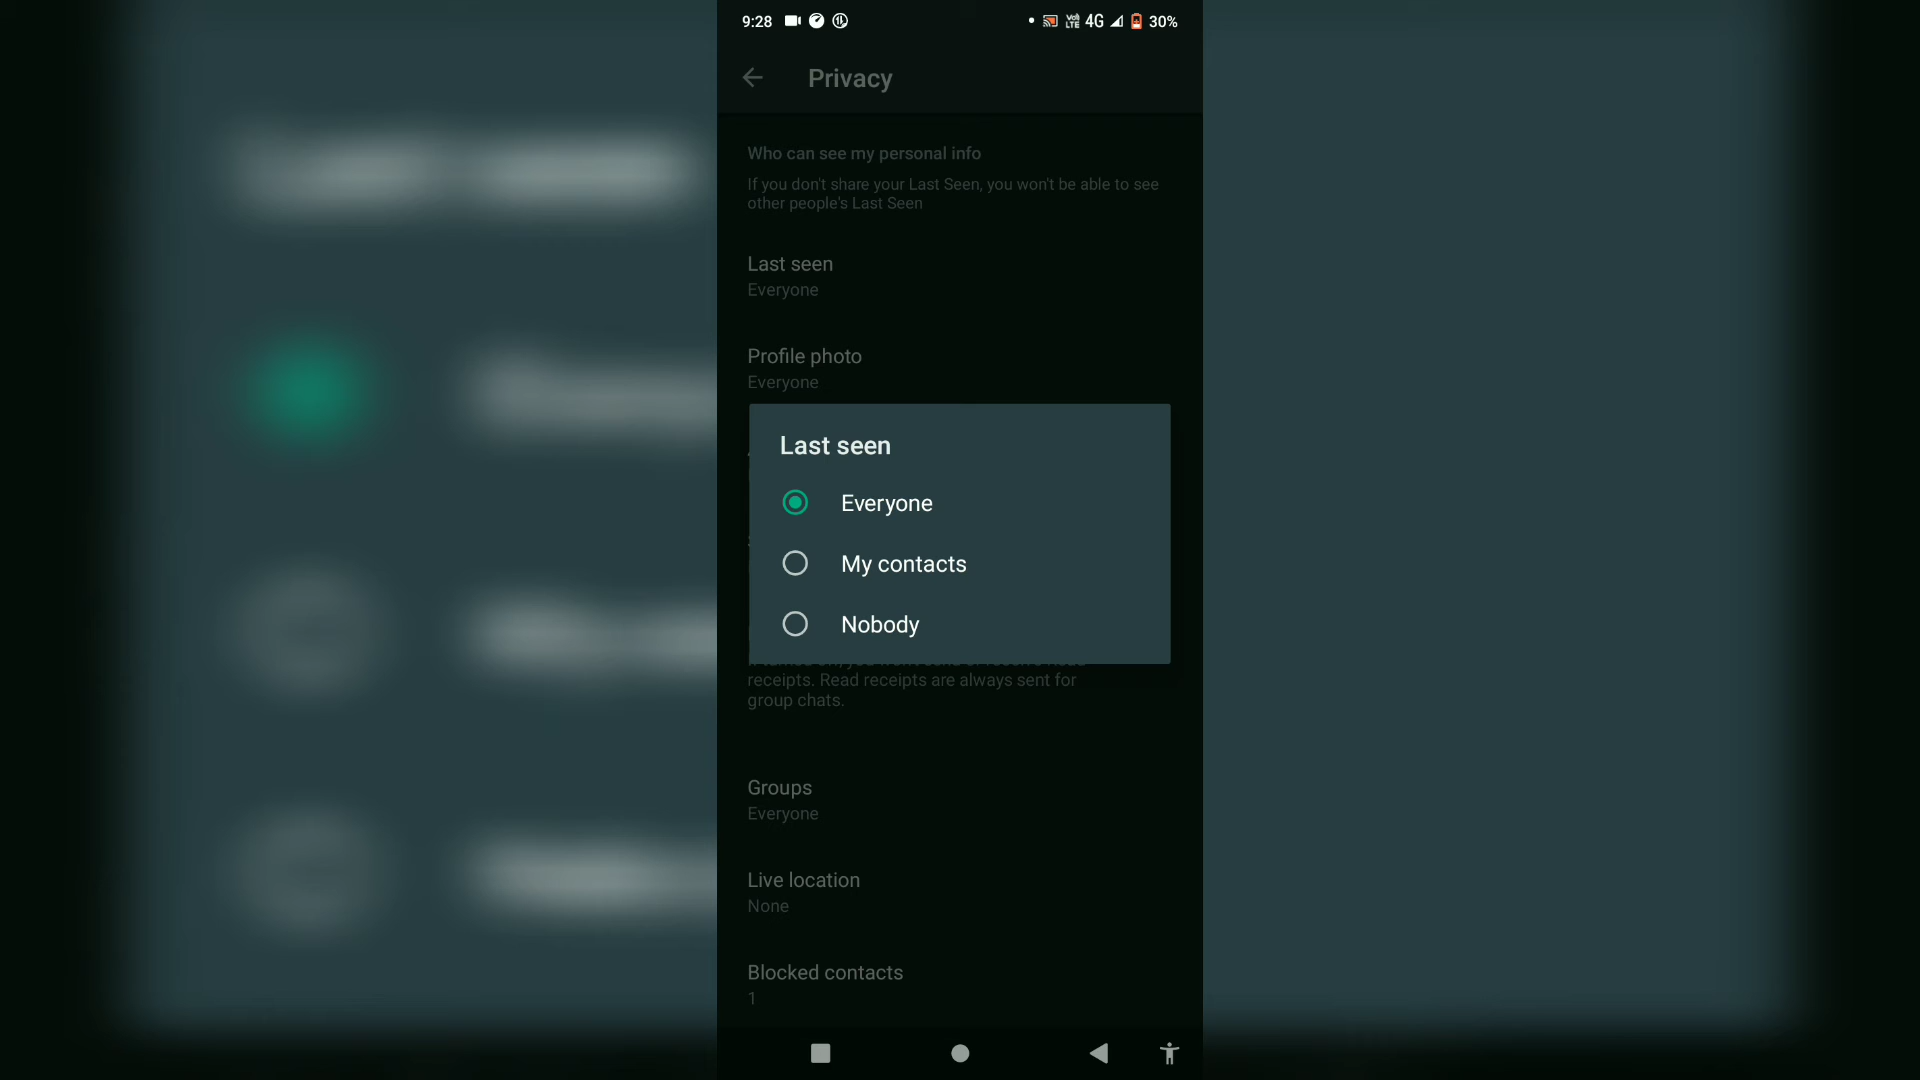 9:28
VoD LTE 4G 30%
Privacy
Who can see my personal info
If you don't share your Last Seen, you won't be able to see
other people's Last Seen
Last seen
Everyone
Profile photo
Everyone
Last seen
Everyone
My contacts
Nobody
receipts. Read receipts are always sent for
group chats.
Groups
Everyone
Live location
None
Blocked contacts
1